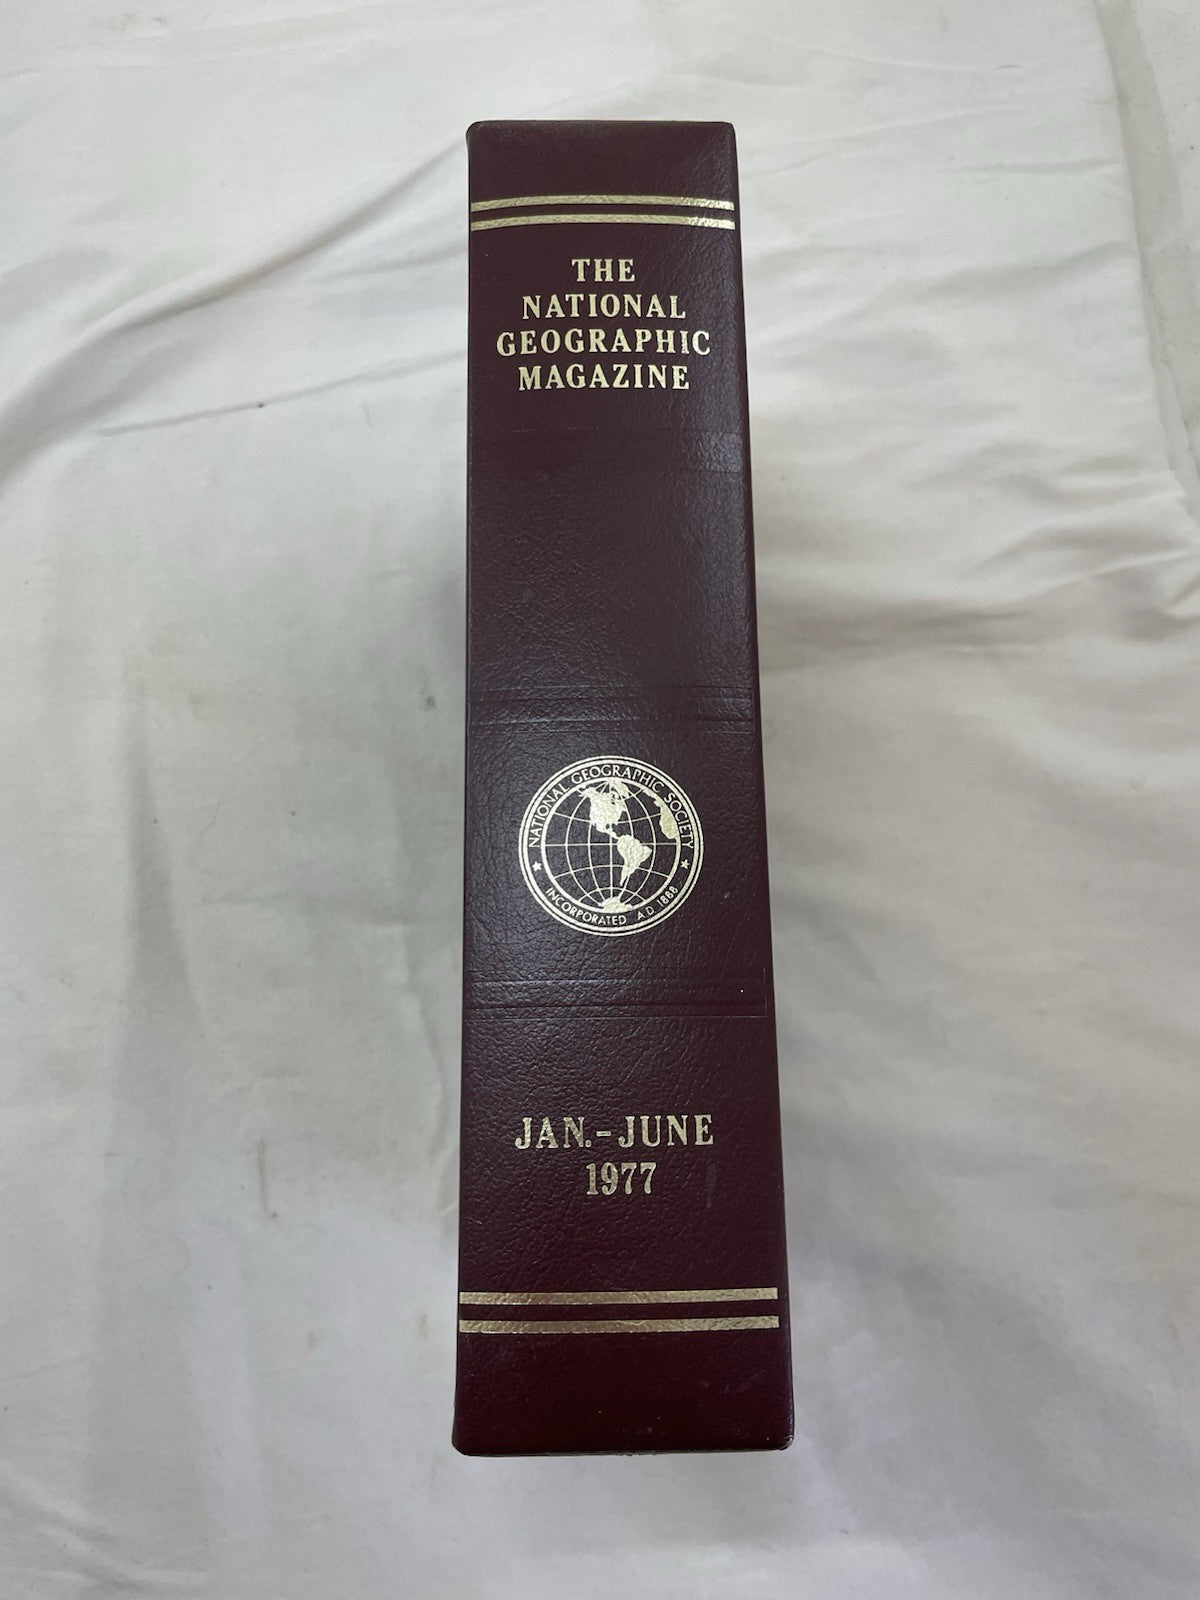 THE
NATIONAL
GEOGRAPHIC
MAGAZINE
NATIONAL GEOGRAPHIC SOCIETY
INCORPORATED A.D. 1888
JAN.-JUNE
1977